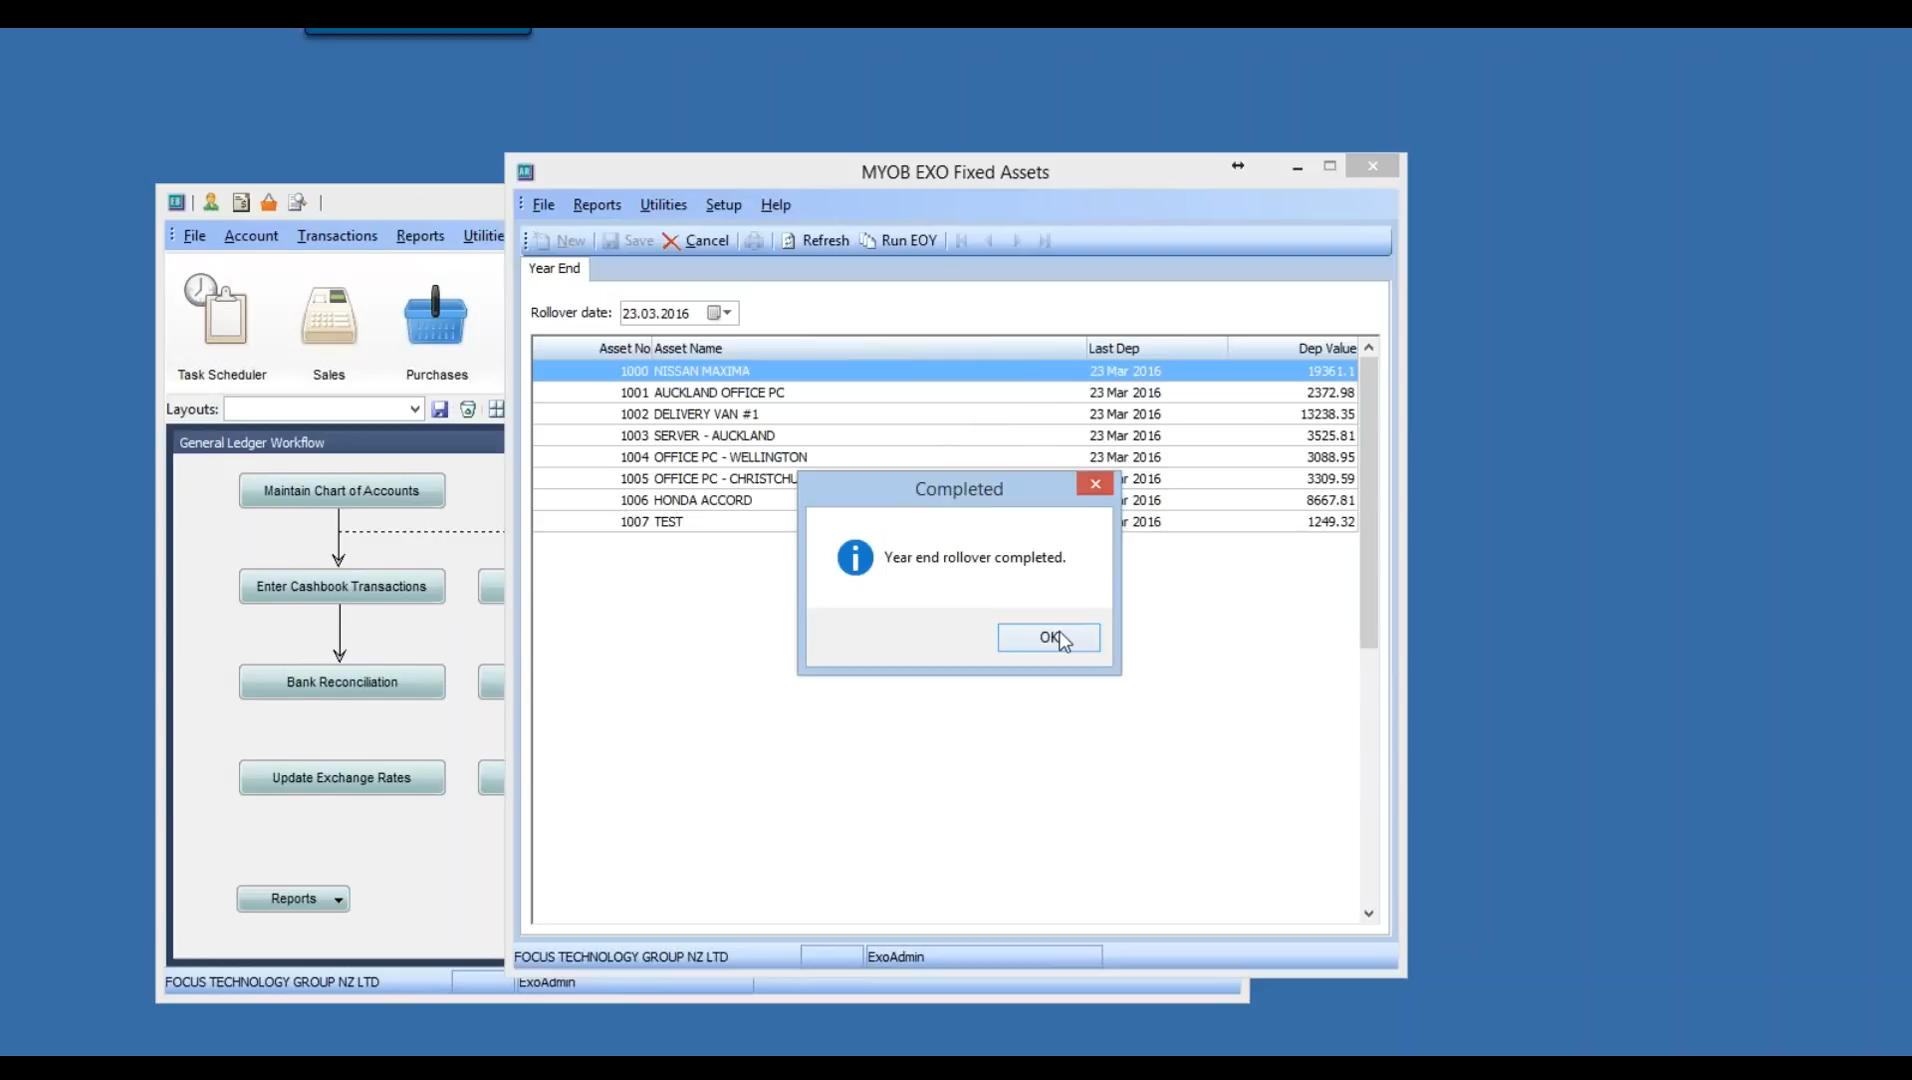 MYOB EXO Fixed Assets
File Reports Utilities Setup Help
New Save Cancel Refresh Run EOY
Year End
Rollover date: 23.03.2016
Asset No Asset Name Last Dep Dep Value
1000 NISSAN MAXIMA 23 Mar 2016 19361.1
1001 AUCKLAND OFFICE PC 23 Mar 2016 2372.98
1002 DELIVERY VAN #1 23 Mar 2016 13238.35
1003 SERVER - AUCKLAND 23 Mar 2016 3525.81
1004 OFFICE PC - WELLINGTON 23 Mar 2016 3088.95
1005 OFFICE PC - CHRISTCHU r 2016 3309.59
1006 HONDA ACCORD r 2016 8667.81
1007 TEST r 2016 1249.32
Completed
Year end rollover completed.
OK
FOCUS TECHNOLOGY GROUP NZ LTD ExoAdmin
File Account Transactions Reports Utilitie
Task Scheduler Sales Purchases
Layouts:
General Ledger Workflow
Maintain Chart of Accounts
Enter Cashbook Transactions
Bank Reconciliation
Update Exchange Rates
Reports
FOCUS TECHNOLOGY GROUP NZ LTD ExoAdmin